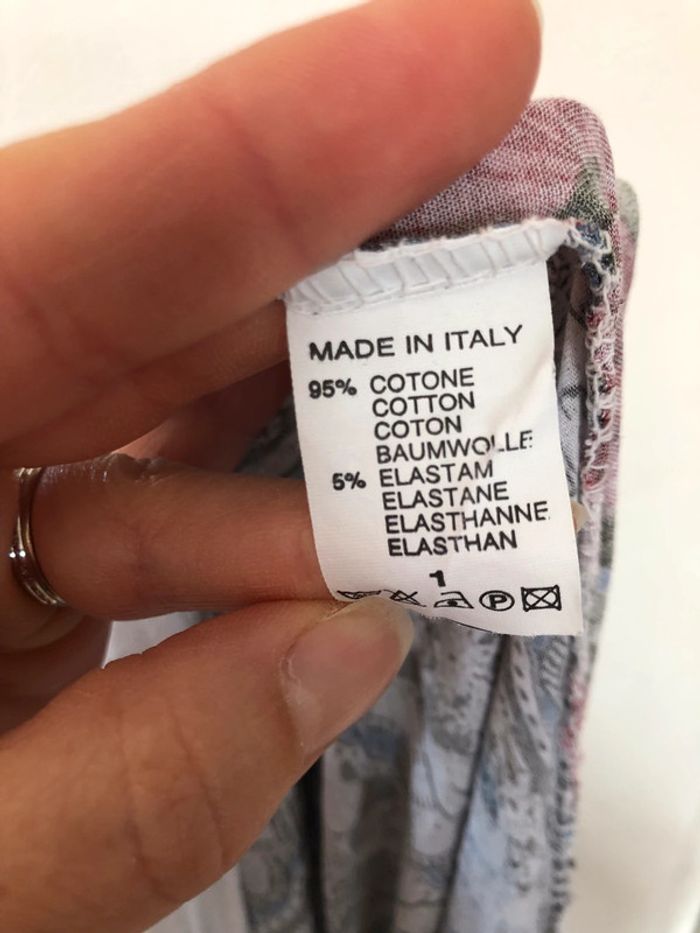 MADE IN ITALY
95% COTONE
COTTON
COTON
BAUMWOLLE
5% ELASTAM
ELASTANE
ELASTHANNE
ELASTHAN
1
P